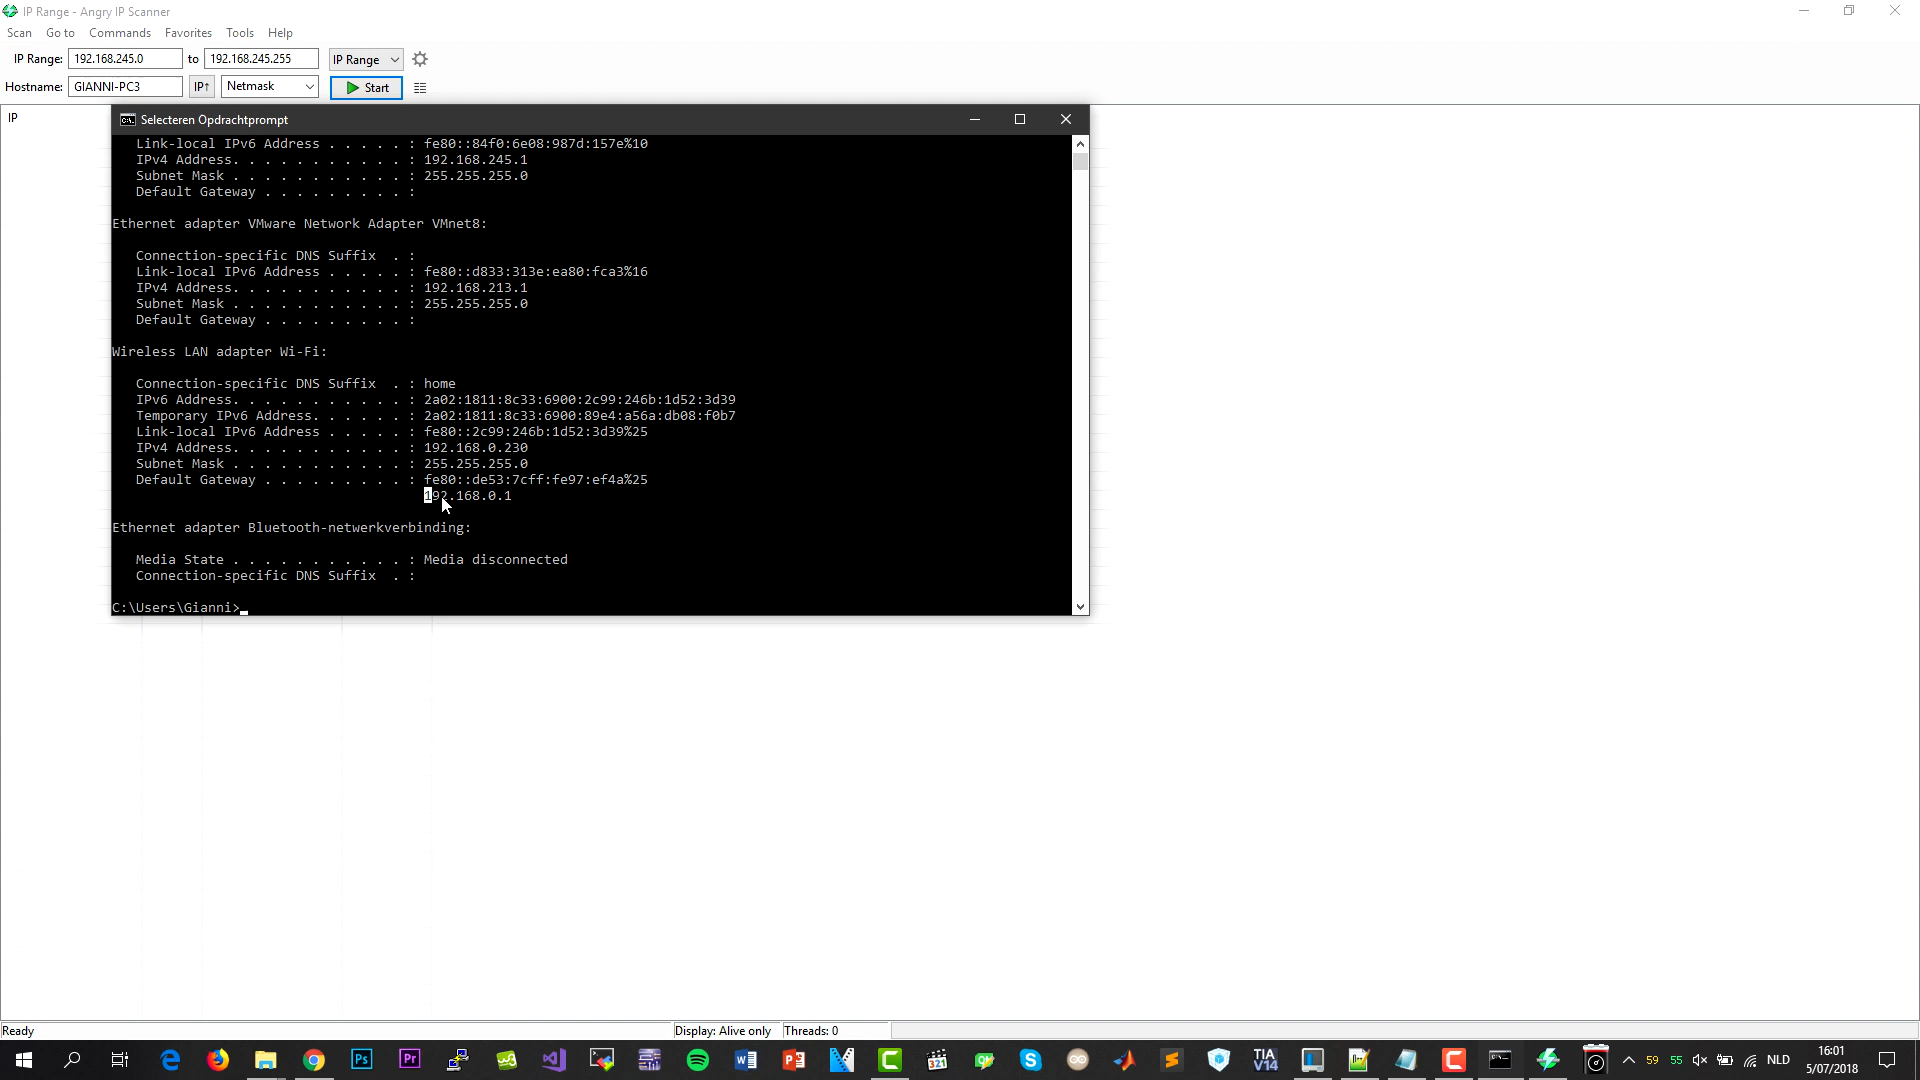 IP Range - Angry IP Scanner
Scan Go to Commands Favorites Tools Help
IP Range: 192.168.245.0 to 192.168.245.255 IP Range
Hostname: GIANNI-PC3 IP↑ Netmask Start
IP
Selecteren Opdrachtprompt
Link-local IPv6 Address . . . . . : fe80::84f0:6e08:987d:157e%10
IPv4 Address. . . . . . . . . . . : 192.168.245.1
Subnet Mask . . . . . . . . . . . : 255.255.255.0
Default Gateway . . . . . . . . . :
Ethernet adapter VMware Network Adapter VMnet8:
Connection-specific DNS Suffix  . :
Link-local IPv6 Address . . . . . : fe80::d833:313e:ea80:fca3%16
IPv4 Address. . . . . . . . . . . : 192.168.213.1
Subnet Mask . . . . . . . . . . . : 255.255.255.0
Default Gateway . . . . . . . . . :
Wireless LAN adapter Wi-Fi:
Connection-specific DNS Suffix  . : home
IPv6 Address. . . . . . . . . . . : 2a02:1811:8c33:6900:2c99:246b:1d52:3d39
Temporary IPv6 Address. . . . . . : 2a02:1811:8c33:6900:89e4:a56a:db08:f0b7
Link-local IPv6 Address . . . . . : fe80::2c99:246b:1d52:3d39%25
IPv4 Address. . . . . . . . . . . : 192.168.0.230
Subnet Mask . . . . . . . . . . . : 255.255.255.0
Default Gateway . . . . . . . . . : fe80::de53:7cff:fe97:ef4a%25
192.168.0.1
Ethernet adapter Bluetooth-netwerkverbinding:
Media State . . . . . . . . . . . : Media disconnected
Connection-specific DNS Suffix  . :
C:\Users\Gianni>
Ready Display: Alive only Threads: 0
Ps Pr 321 TIA V14 59 55 NLD 16:01
5/07/2018